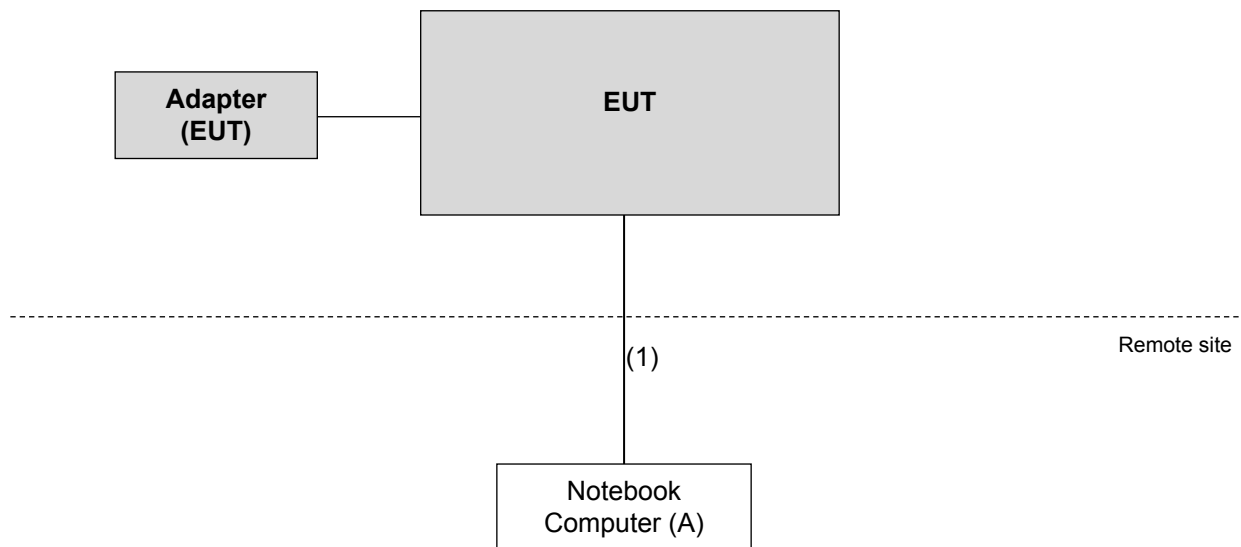 Adapter
(EUT)
EUT
Remote site
(1)
Notebook
Computer (A)